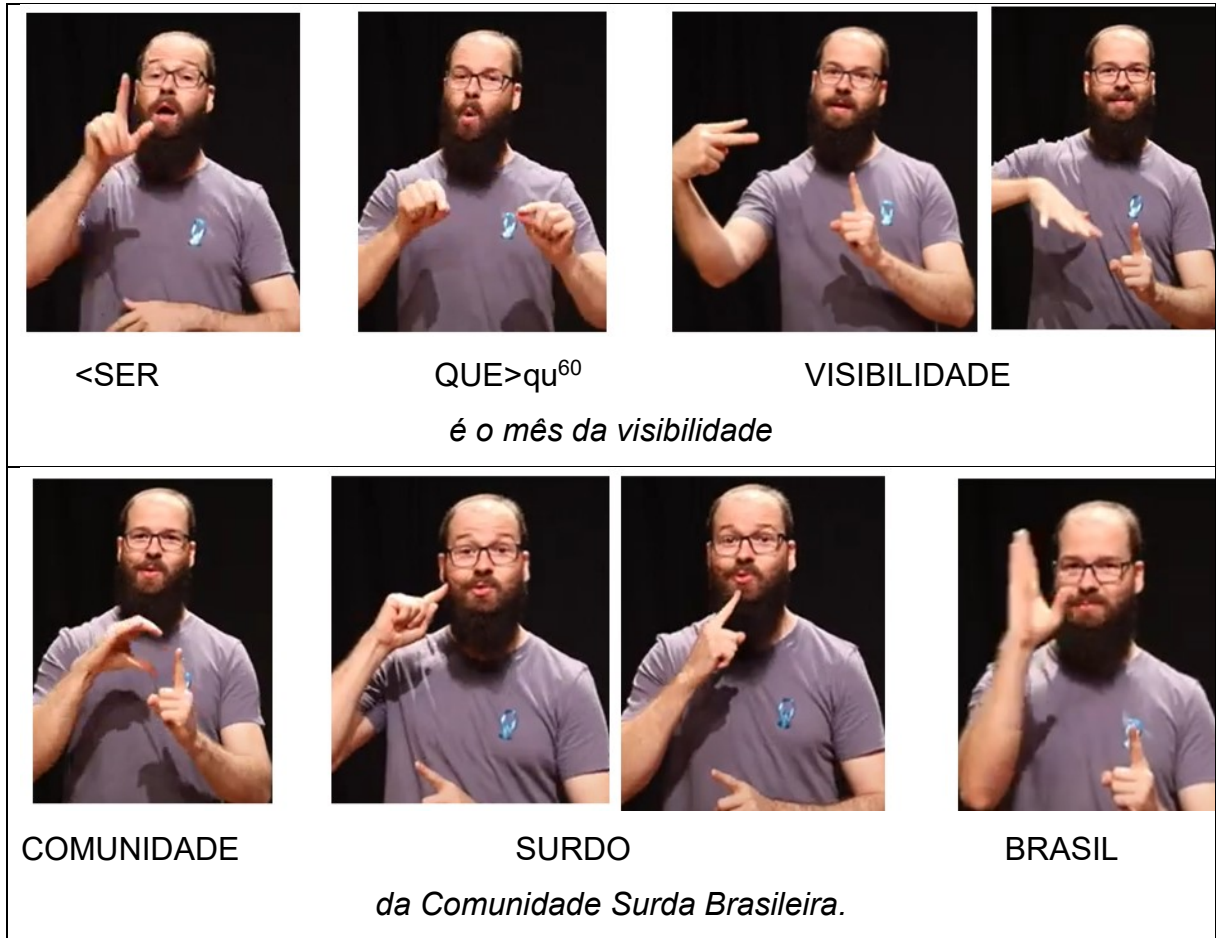 <SER QUE>qu60 VISIBILIDADE
é o mês da visibilidade
COMUNIDADE SURDO BRASIL
da Comunidade Surda Brasileira.